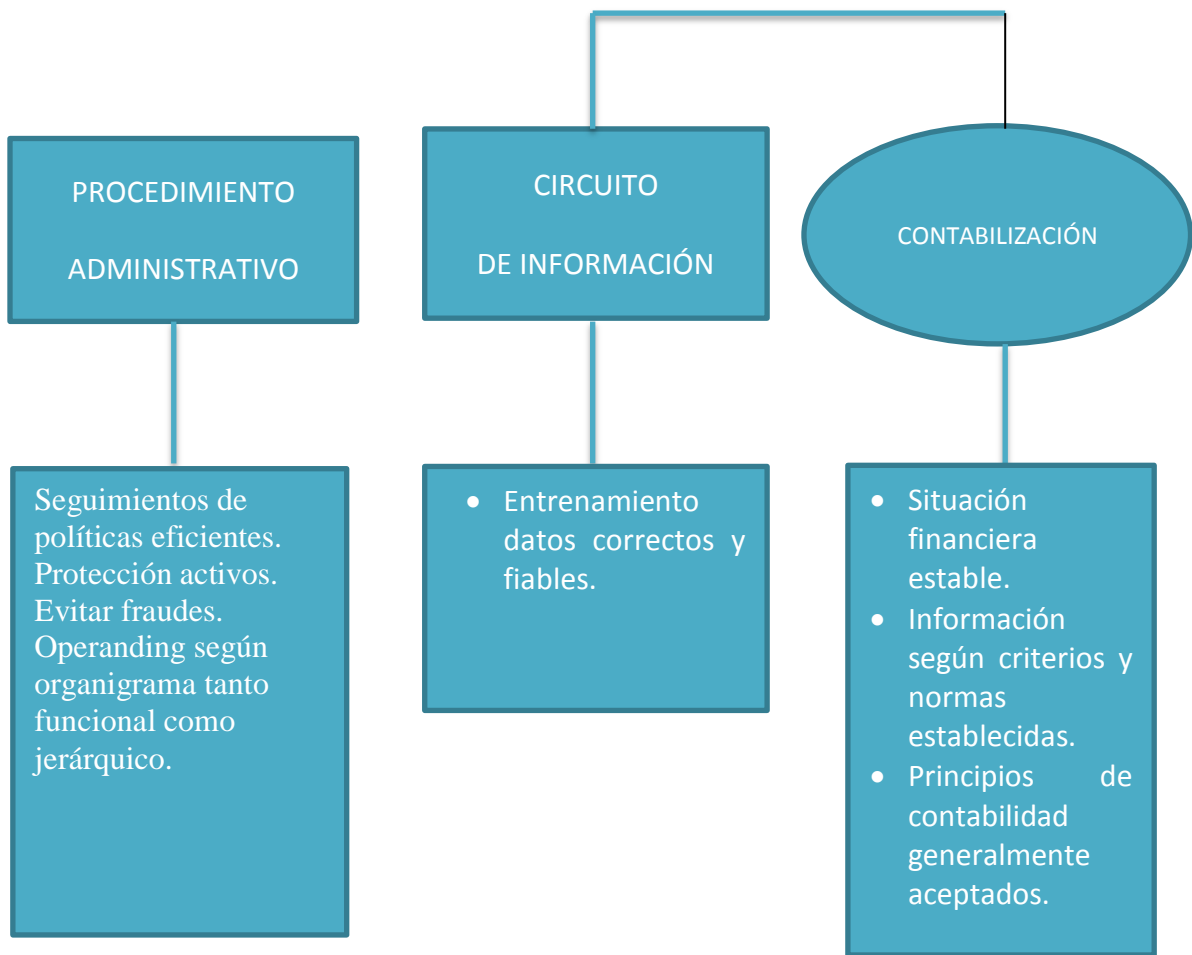 PROCEDIMIENTO
ADMINISTRATIVO
CIRCUITO
DE INFORMACIÓN
CONTABILIZACIÓN
Seguimientos de
políticas eficientes.
Protección activos.
Evitar fraudes.
Operanding según
organigrama tanto
funcional como
jerárquico.
• Entrenamiento
datos correctos y
fiables.
• Situación
financiera
estable.
• Información
según criterios y
normas
establecidas.
• Principios de
contabilidad
generalmente
aceptados.